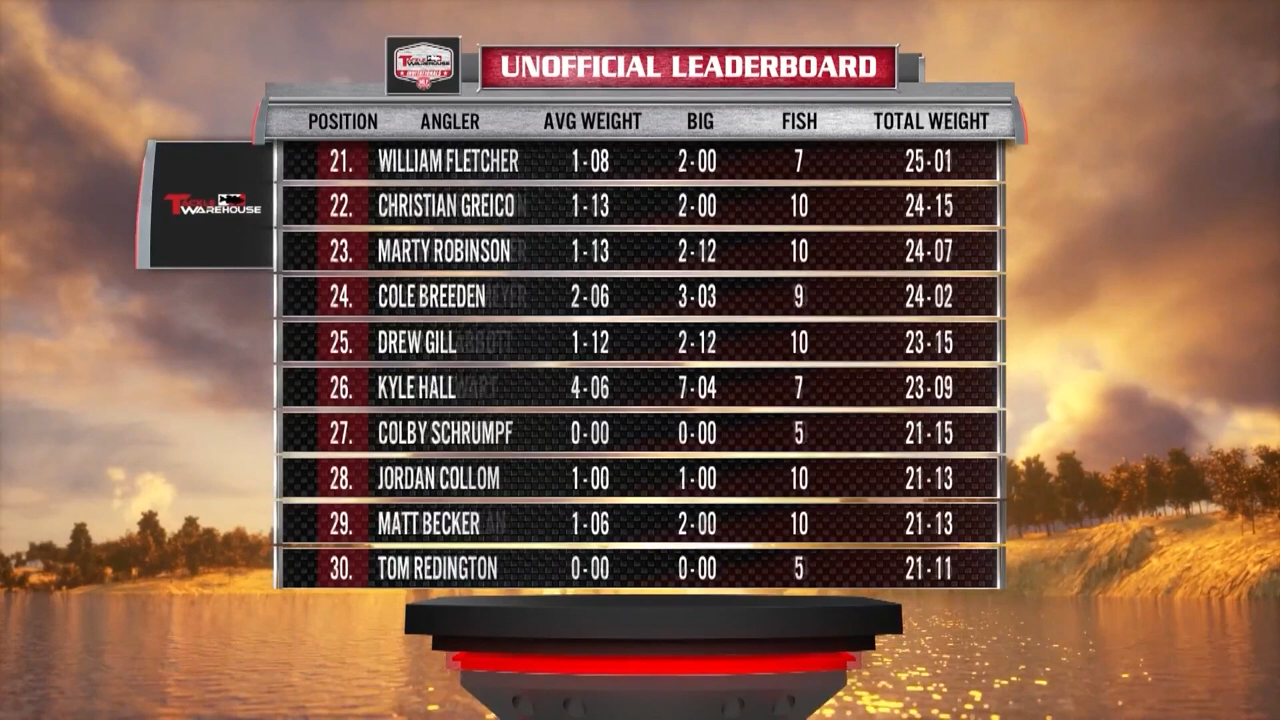 TACKLE WAREHOUSE
INVITATIONALS
UNOFFICIAL LEADERBOARD
POSITION ANGLER AVG WEIGHT BIG FISH TOTAL WEIGHT
TACKLE WAREHOUSE
21. WILLIAM FLETCHER 1-08 2-00 7 25-01
22. CHRISTIAN GREICO 1-13 2-00 10 24-15
23. MARTY ROBINSON 1-13 2-12 10 24-07
24. COLE BREEDEN 2-06 3-03 9 24-02
25. DREW GILL 1-12 2-12 10 23-15
26. KYLE HALL 4-06 7-04 7 23-09
27. COLBY SCHRUMPF 0-00 0-00 5 21-15
28. JORDAN COLLOM 1-00 1-00 10 21-13
29. MATT BECKER 1-06 2-00 10 21-13
30. TOM REDINGTON 0-00 0-00 5 21-11